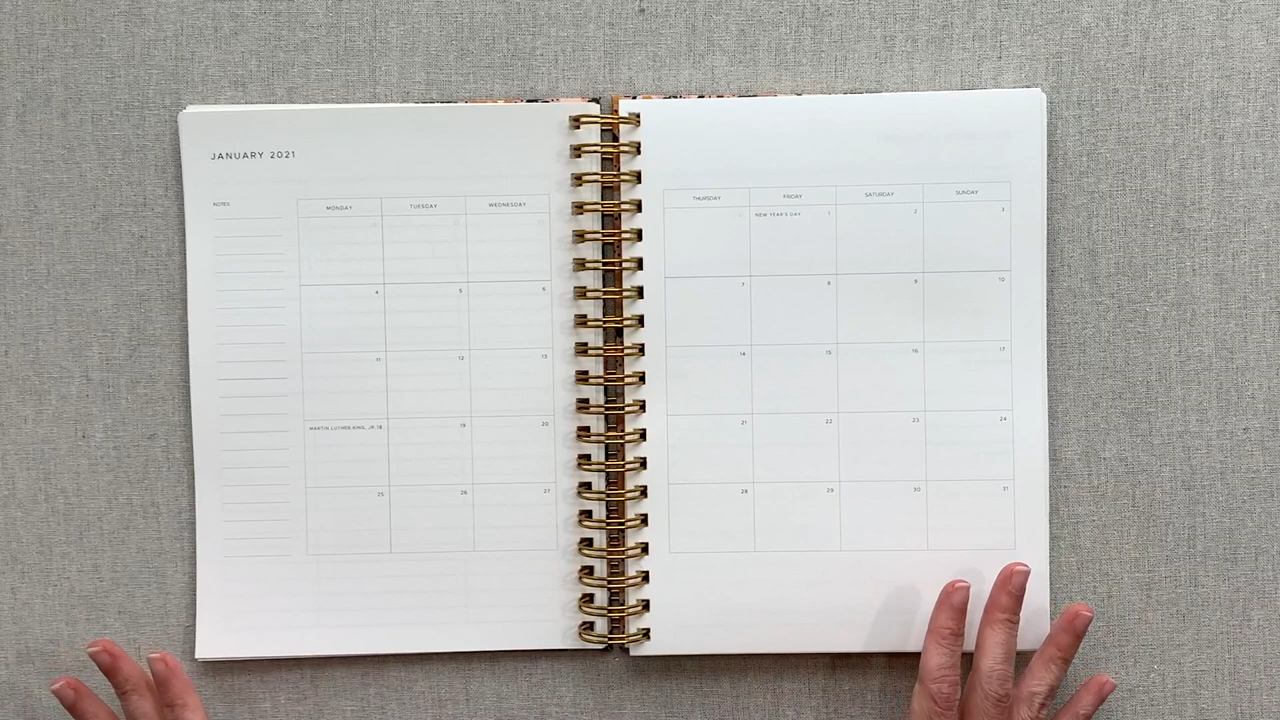 JANUARY 2021
NOTES:
MONDAY TUESDAY WEDNESDAY THURSDAY FRIDAY SATURDAY SUNDAY
NEW YEAR'S DAY 1 2 3
4 5 6 7 8 9 10
11 12 13 14 15 16 17
MARTIN LUTHER KING, JR. 18 19 20 21 22 23 24
25 26 27 28 29 30 31